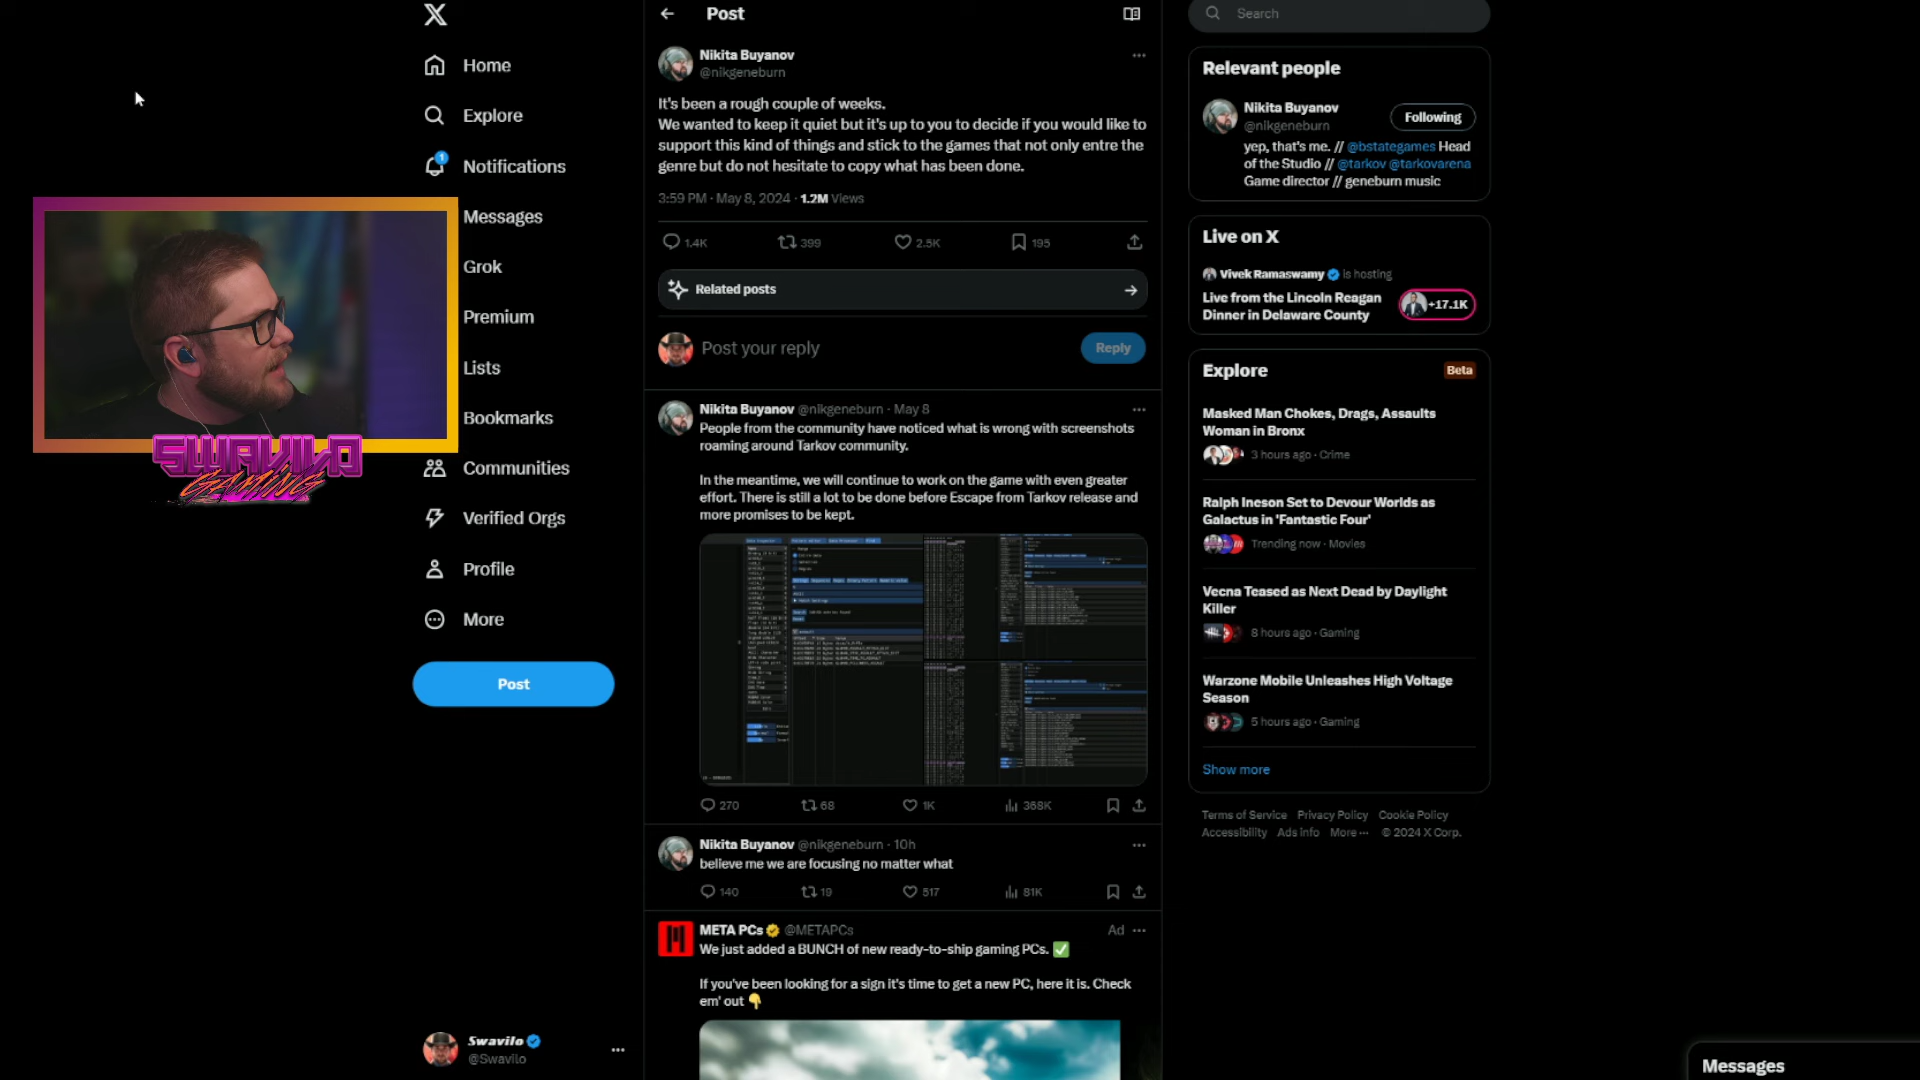 Home
Explore
1
Notifications
Messages
Grok
Premium
Lists
Bookmarks
Communities
Verified Orgs
Profile
More
Post
Swavilo
@Swavilo
SWAVILO
GAMING
Post
Nikita Buyanov
@nikgeneburn
It's been a rough couple of weeks.
We wanted to keep it quiet but it's up to you to decide if you would like to
support this kind of things and stick to the games that not only entre the
genre but do not hesitate to copy what has been done.
3:59 PM · May 8, 2024 · 1.2M Views
1.4K 399 2.5K 195
Related posts
Post your reply
Reply
Nikita Buyanov @nikgeneburn · May 8
People from the community have noticed what is wrong with screenshots
roaming around Tarkov community.
In the meantime, we will continue to work on the game with even greater
effort. There is still a lot to be done before Escape from Tarkov release and
more promises to be kept.
270 68 1K 368K
Nikita Buyanov @nikgeneburn · 10h
believe me we are focusing no matter what
140 19 517 81K
META PCs @METAPCs Ad
We just added a BUNCH of new ready-to-ship gaming PCs. ✅
If you've been looking for a sign it's time to get a new PC, here it is. Check
em' out 👇
Search
Relevant people
Nikita Buyanov
@nikgeneburn
Following
yep, that's me. // @bstategames Head
of the Studio // @tarkov @tarkovarena
Game director // geneburn music
Live on X
Vivek Ramaswamy is hosting
Live from the Lincoln Reagan
Dinner in Delaware County
+17.1K
Explore
Beta
Masked Man Chokes, Drags, Assaults
Woman in Bronx
3 hours ago · Crime
Ralph Ineson Set to Devour Worlds as
Galactus in 'Fantastic Four'
Trending now · Movies
Vecna Teased as Next Dead by Daylight
Killer
8 hours ago · Gaming
Warzone Mobile Unleashes High Voltage
Season
5 hours ago · Gaming
Show more
Terms of Service Privacy Policy Cookie Policy
Accessibility Ads info More ··· © 2024 X Corp.
Messages